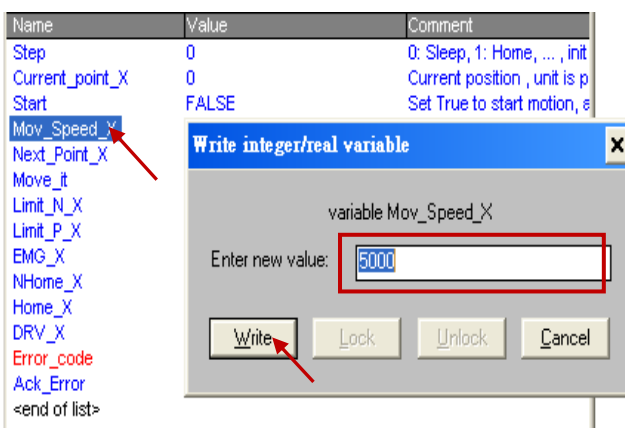 Name Value Comment
Step 0 0: Sleep, 1: Home, ... , init
Current_point_X 0 Current position , unit is p
Start FALSE Set True to start motion, a
Mov_Speed_X
Next_Point_X
Move_it
Limit_N_X
Limit_P_X
EMG_X
NHome_X
Home_X
DRV_X
Error_code
Ack_Error
<end of list>
Write integer/real variable
variable Mov_Speed_X
Enter new value: 5000
Write Lock Unlock Cancel